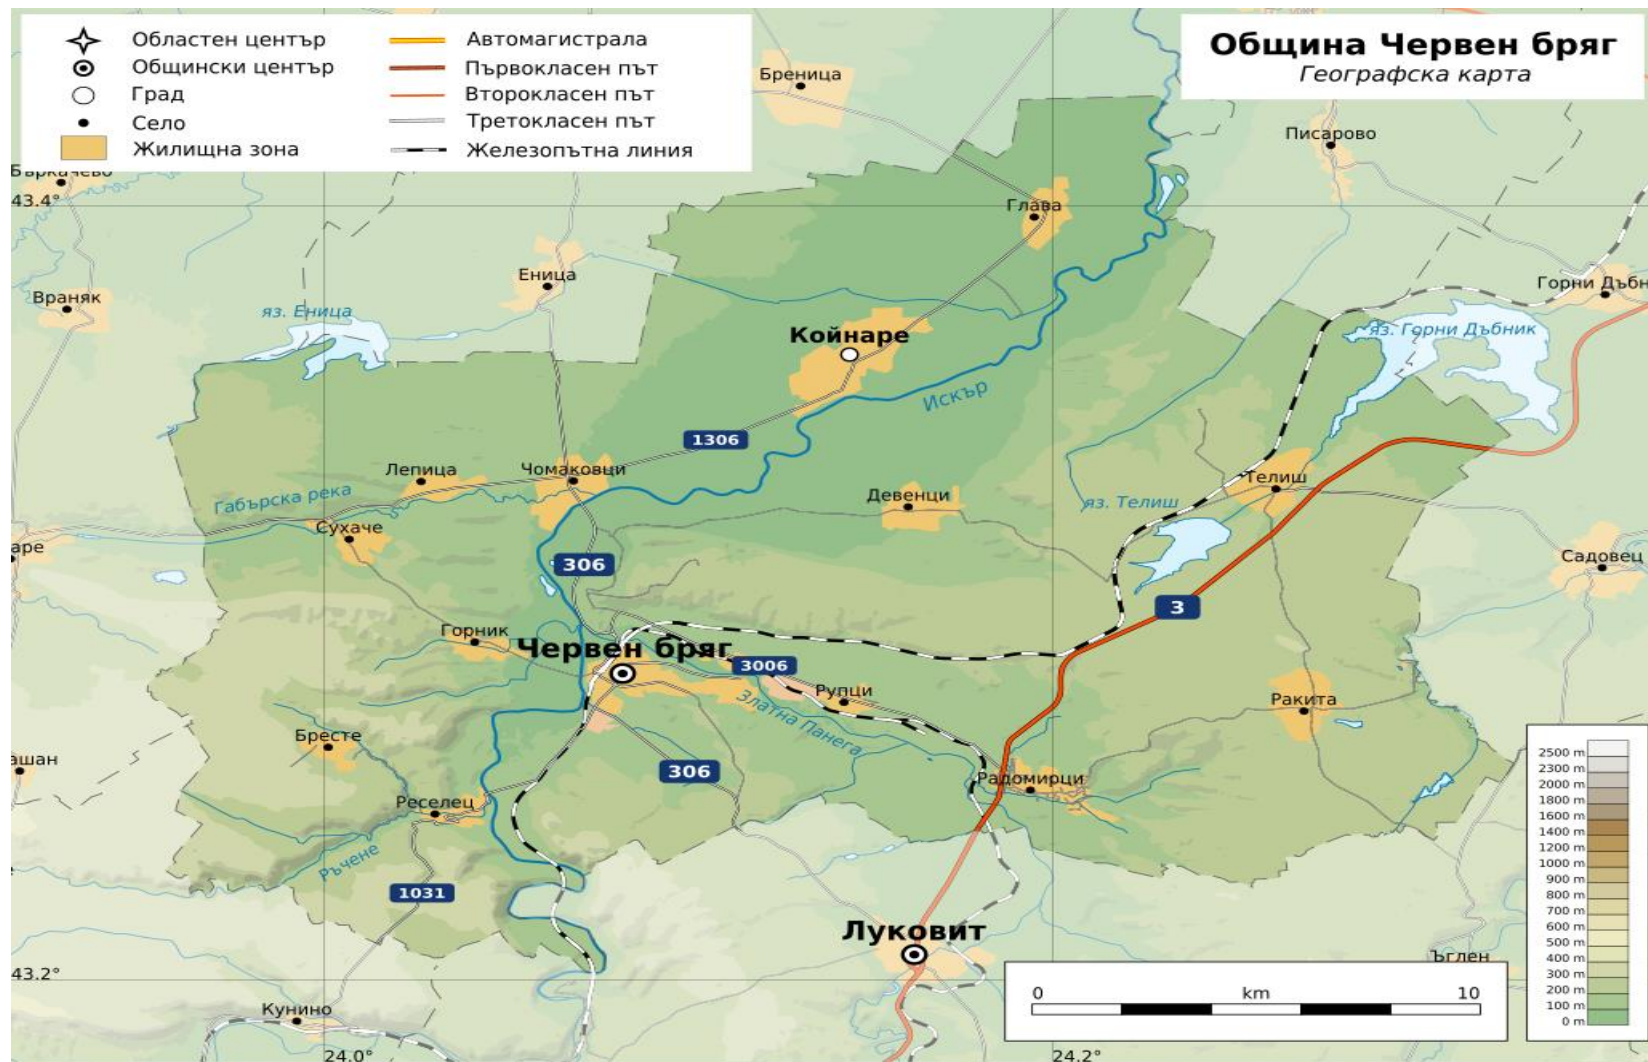 Областен център
Общински център
Град
Село
Жилищна зона
Автомагистрала
Първокласен път
Второкласен път
Третокласен път
Железопътна линия
Община Червен бряг
Географска карта
Бреница
Писарово
43.4°
Глава
Еница
Враняк
яз. Еница
Горни Дъбн
яз. Горни Дъбник
Койнаре
Искър
1306
Лепица
Чомаковци
Габърска река
Девенци
яз. Телиш
Телиш
Сухаче
аре
306
Садовец
3
Горник
Червен бряг
3006
Рупци
Златна Панега
Ракита
Бресте
ашан
306
Радомирци
Реселец
Ръчене
1031
Луковит
Ъглен
43.2°
Кунино
24.0°
24.2°
0 km 10
2500 m
2300 m
2000 m
1800 m
1600 m
1400 m
1200 m
1000 m
900 m
800 m
700 m
600 m
500 m
400 m
300 m
200 m
100 m
0 m